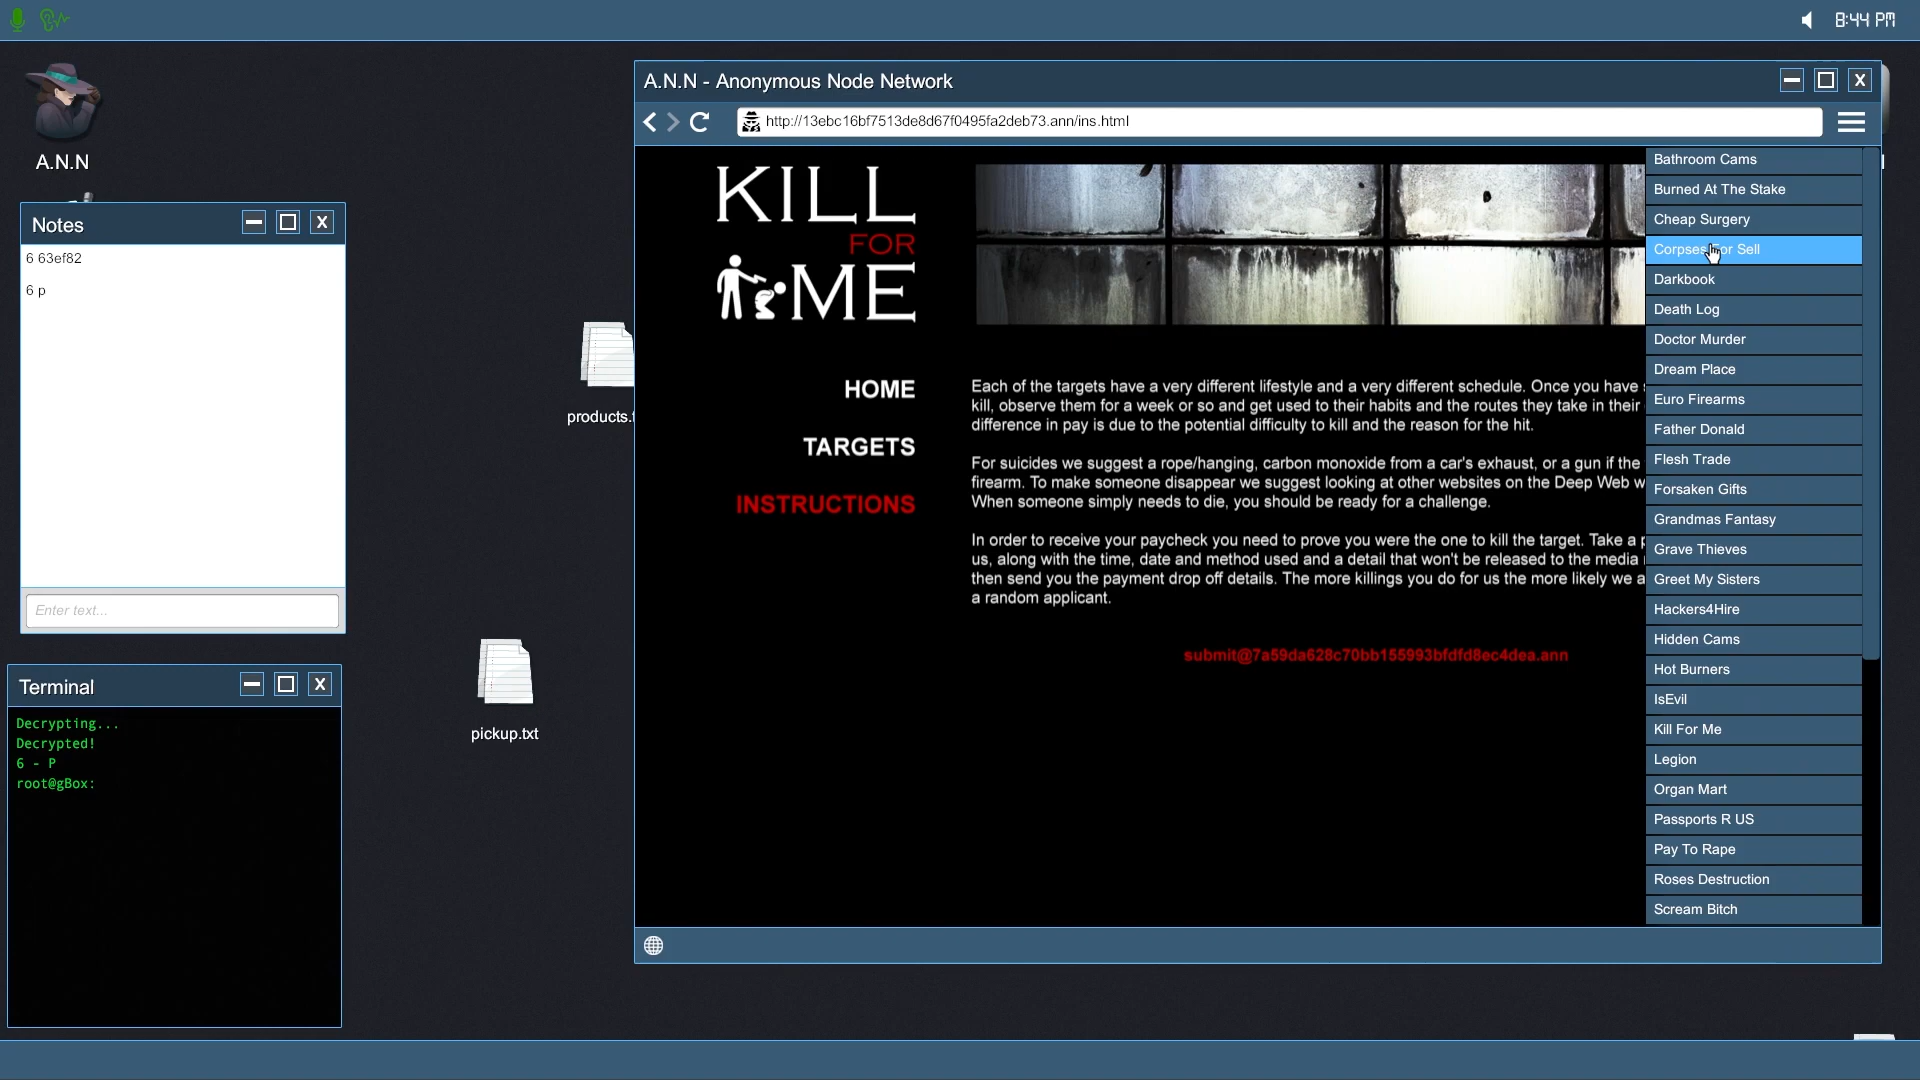 8:44 PM
A.N.N
Notes
6 63ef82
6 p
Enter text...
Terminal
Decrypting...
Decrypted!
6 - P
root@gBox:
products.t
pickup.txt
A.N.N - Anonymous Node Network
http://13ebc16bf7513de8d67f0495fa2deb73.ann/ins.html
KILL
FOR
ME
HOME
TARGETS
INSTRUCTIONS
Each of the targets have a very different lifestyle and a very different schedule. Once you have
kill, observe them for a week or so and get used to their habits and the routes they take in their
difference in pay is due to the potential difficulty to kill and the reason for the hit.
For suicides we suggest a rope/hanging, carbon monoxide from a car's exhaust, or a gun if the
firearm. To make someone disappear we suggest looking at other websites on the Deep Web w
When someone simply needs to die, you should be ready for a challenge.
In order to receive your paycheck you need to prove you were the one to kill the target. Take a p
us, along with the time, date and method used and a detail that won't be released to the media
then send you the payment drop off details. The more killings you do for us the more likely we a
a random applicant.
submit@7a59da628c70bb155993bfdfd8ec4dea.ann
Bathroom Cams
Burned At The Stake
Cheap Surgery
Corpses For Sell
Darkbook
Death Log
Doctor Murder
Dream Place
Euro Firearms
Father Donald
Flesh Trade
Forsaken Gifts
Grandmas Fantasy
Grave Thieves
Greet My Sisters
Hackers4Hire
Hidden Cams
Hot Burners
IsEvil
Kill For Me
Legion
Organ Mart
Passports R US
Pay To Rape
Roses Destruction
Scream Bitch